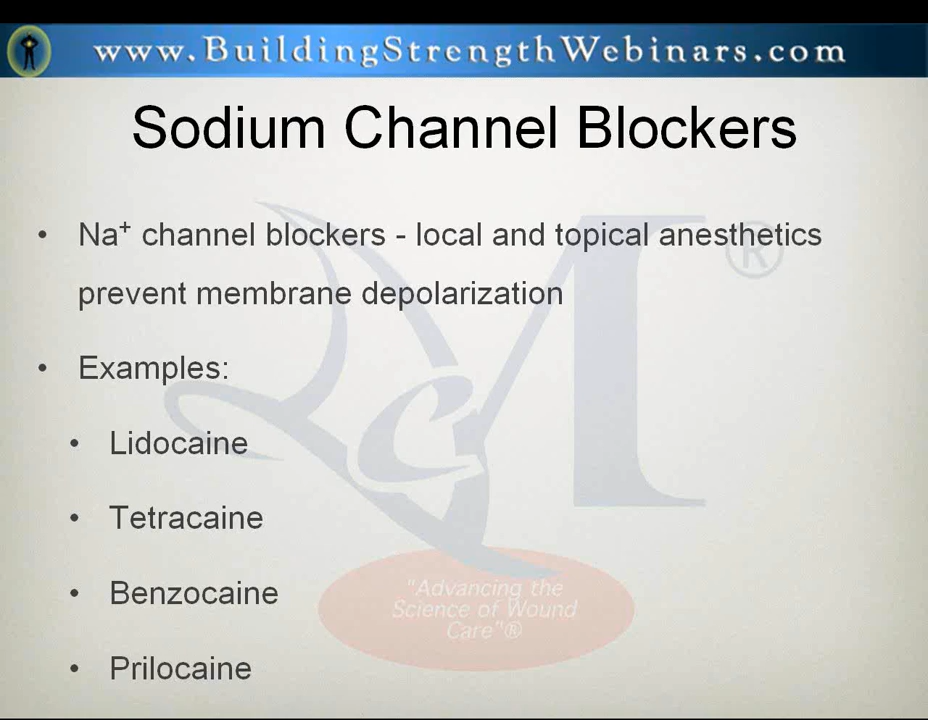 www.BuildingStrengthWebinars.com
Sodium Channel Blockers
• Na⁺ channel blockers - local and topical anesthetics
prevent membrane depolarization
• Examples:
• Lidocaine
• Tetracaine
• Benzocaine
• Prilocaine
MC
®
"Advancing the
Science of Wound
Care"®